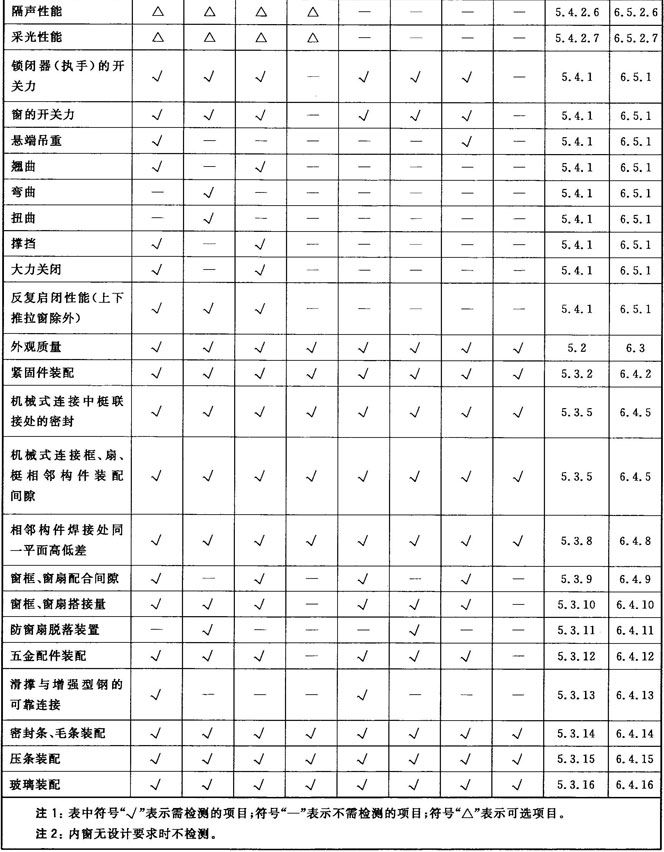 隔声性能 △ △ △ △ — — — — 5.4.2.6 6.5.2.6
采光性能 △ △ △ △ — — — — 5.4.2.7 6.5.2.7
锁闭器(执手)的开
关力 √ √ √ — √ √ √ — 5.4.1 6.5.1
窗的开关力 √ √ √ — √ √ √ — 5.4.1 6.5.1
悬端吊重 √ — — — — — √ — 5.4.1 6.5.1
翘曲 √ — √ — — — — — 5.4.1 6.5.1
弯曲 — √ — — — — — — 5.4.1 6.5.1
扭曲 — √ — — — — — — 5.4.1 6.5.1
撑挡 √ — √ — — — — — 5.4.1 6.5.1
大力关闭 √ — √ — — — — — 5.4.1 6.5.1
反复启闭性能(上下
推拉窗除外) √ √ √ — — — — — 5.4.1 6.5.1
外观质量 √ √ √ √ √ √ √ √ 5.2 6.3
紧固件装配 √ √ √ √ √ √ √ √ 5.3.2 6.4.2
机械式连接中梃联
接处的密封 √ √ √ √ √ √ √ √ 5.3.5 6.4.5
机械式连接框、扇、
梃相邻构件装配
间隙 √ √ √ √ √ √ √ √ 5.3.5 6.4.5
相邻构件焊接处同
一平面高低差 √ √ √ √ √ √ √ √ 5.3.8 6.4.8
窗框、窗扇配合间隙 √ — √ — √ — √ — 5.3.9 6.4.9
窗框、窗扇搭接量 √ √ √ — √ √ √ — 5.3.10 6.4.10
防窗扇脱落装置 — √ — — — √ — — 5.3.11 6.4.11
五金配件装配 √ √ √ — √ √ √ — 5.3.12 6.4.12
滑撑与增强型钢的
可靠连接 √ — — — √ — — — 5.3.13 6.4.13
密封条、毛条装配 √ √ √ √ √ √ √ √ 5.3.14 6.4.14
压条装配 √ √ √ √ √ √ √ √ 5.3.15 6.4.15
玻璃装配 √ √ √ √ √ √ √ √ 5.3.16 6.4.16
注 1:表中符号“√”表示需检测的项目;符号“—”表示不需检测的项目;符号“△”表示可选项目。
注 2:内窗无设计要求时不检测。